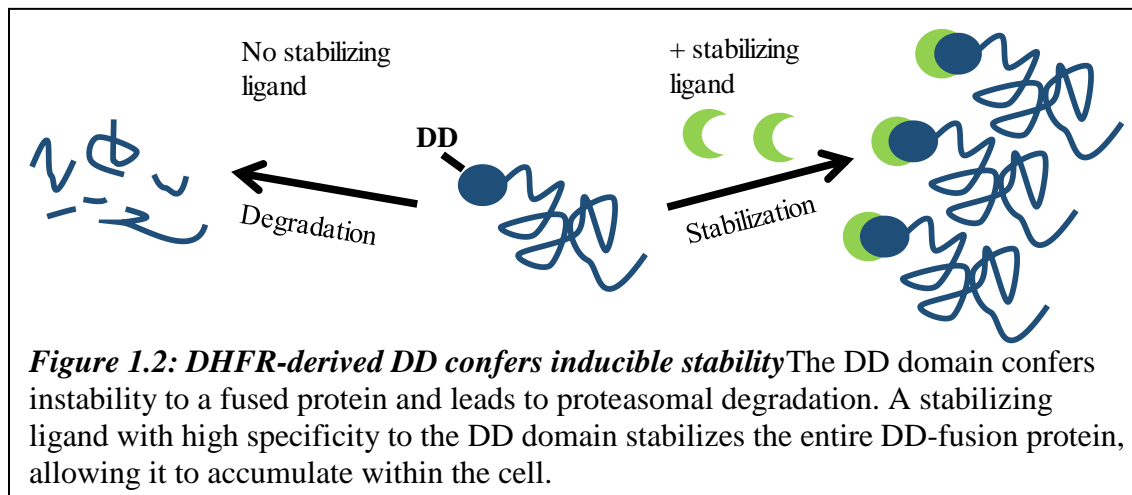 No stabilizing
ligand
+ stabilizing
ligand
DD
Degradation
Stabilization
Figure 1.2: DHFR-derived DD confers inducible stabilityThe DD domain confers
instability to a fused protein and leads to proteasomal degradation. A stabilizing
ligand with high specificity to the DD domain stabilizes the entire DD-fusion protein,
allowing it to accumulate within the cell.